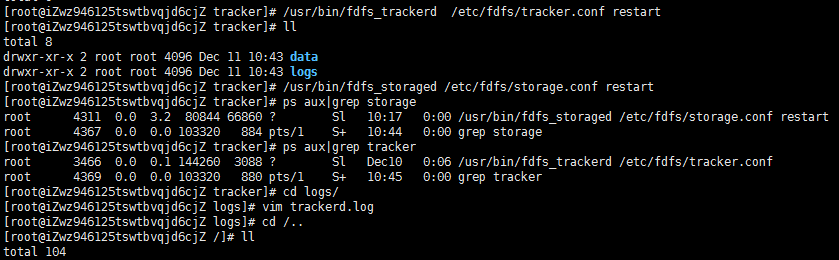 [root@iZwz946125tswtbvqjd6cjZ tracker]# /usr/bin/fdfs_trackerd  /etc/fdfs/tracker.conf restart
[root@iZwz946125tswtbvqjd6cjZ tracker]# ll
total 8
drwxr-xr-x 2 root root 4096 Dec 11 10:43 data
drwxr-xr-x 2 root root 4096 Dec 11 10:43 logs
[root@iZwz946125tswtbvqjd6cjZ tracker]# /usr/bin/fdfs_storaged /etc/fdfs/storage.conf restart
[root@iZwz946125tswtbvqjd6cjZ tracker]# ps aux|grep storage
root      4311  0.0  3.2  80844 66860 ?        Sl   10:17   0:00 /usr/bin/fdfs_storaged /etc/fdfs/storage.conf restart
root      4367  0.0  0.0 103320   884 pts/1    S+   10:44   0:00 grep storage
[root@iZwz946125tswtbvqjd6cjZ tracker]# ps aux|grep tracker
root      3466  0.0  0.1 144260  3088 ?        Sl   Dec10   0:06 /usr/bin/fdfs_trackerd /etc/fdfs/tracker.conf
root      4369  0.0  0.0 103320   880 pts/1    S+   10:45   0:00 grep tracker
[root@iZwz946125tswtbvqjd6cjZ tracker]# cd logs/
[root@iZwz946125tswtbvqjd6cjZ logs]# vim trackerd.log
[root@iZwz946125tswtbvqjd6cjZ logs]# cd /..
[root@iZwz946125tswtbvqjd6cjZ /]# ll
total 104